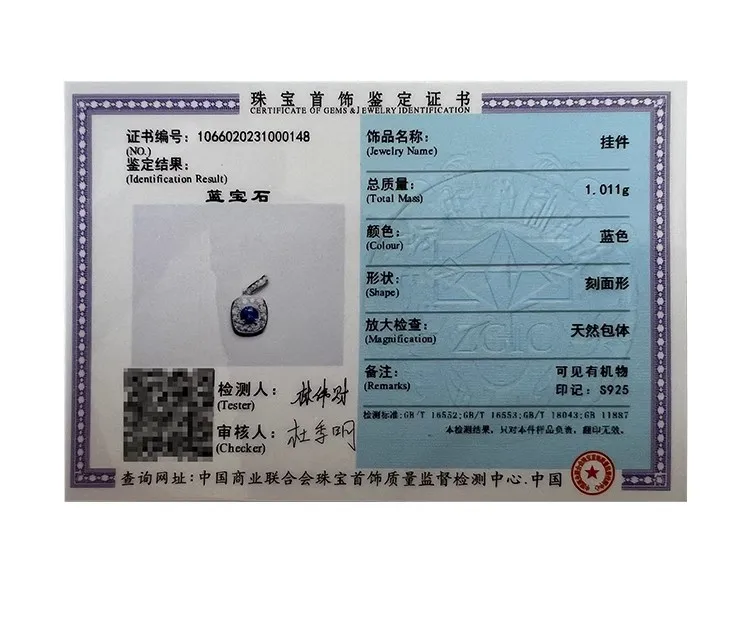 珠宝首饰鉴定证书
CERTIFICATE OF GEMS & JEWELRY IDENTIFICATION
证书编号: 1066020231000148
(NO.)
鉴定结果:
(Identification Result)
蓝宝石
饰品名称: 挂件
(Jewelry Name)
总质量: 1.011g
(Total Mass)
颜色: 蓝色
(Colour)
形状: 刻面形
(Shape)
放大检查: 天然包体
(Magnification)
备注: 可见有机物
(Remarks) 印记: S925
ZGIC
检测标准:GB/T 16552;GB/T 16553;GB/T 18043;GB 11887
本检测结果, 只对本件样品负责, 翻印无效。
检测人:
(Tester)
审核人: 杜季明
(Checker)
查询网址:中国商业联合会珠宝首饰质量监督检测中心.中国